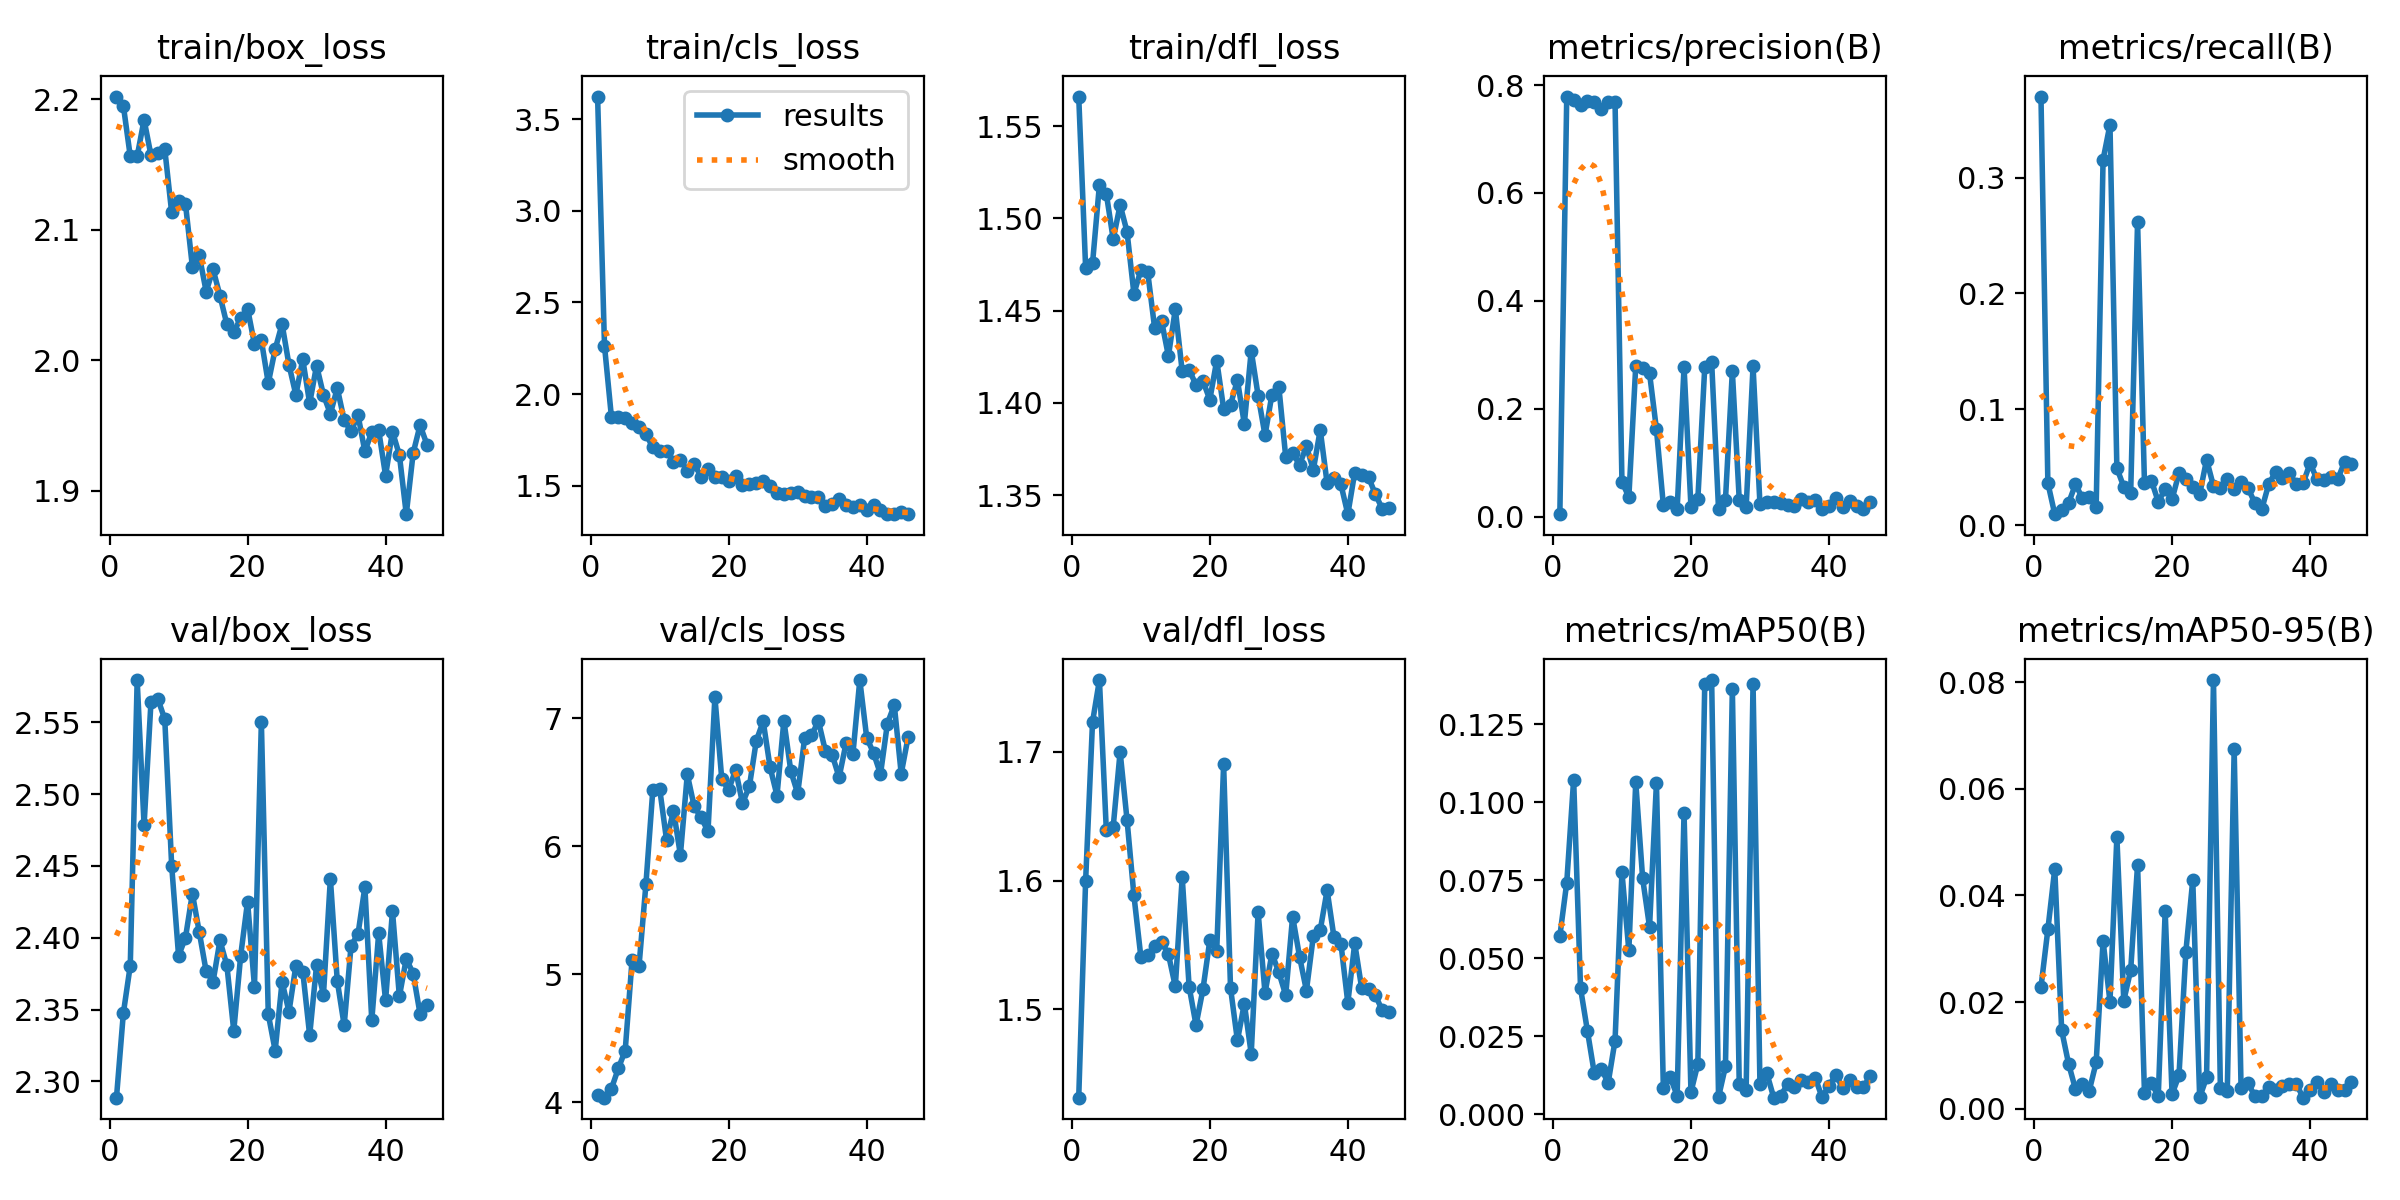 train/box_loss
2.2
2.1
2.0
1.9
0 20 40
train/cls_loss
results
smooth
3.5
3.0
2.5
2.0
1.5
0 20 40
train/dfl_loss
1.55
1.50
1.45
1.40
1.35
0 20 40
metrics/precision(B)
0.8
0.6
0.4
0.2
0.0
0 20 40
metrics/recall(B)
0.3
0.2
0.1
0.0
0 20 40
val/box_loss
2.55
2.50
2.45
2.40
2.35
2.30
0 20 40
val/cls_loss
7
6
5
4
0 20 40
val/dfl_loss
1.7
1.6
1.5
0 20 40
metrics/mAP50(B)
0.125
0.100
0.075
0.050
0.025
0.000
0 20 40
metrics/mAP50-95(B)
0.08
0.06
0.04
0.02
0.00
0 20 40